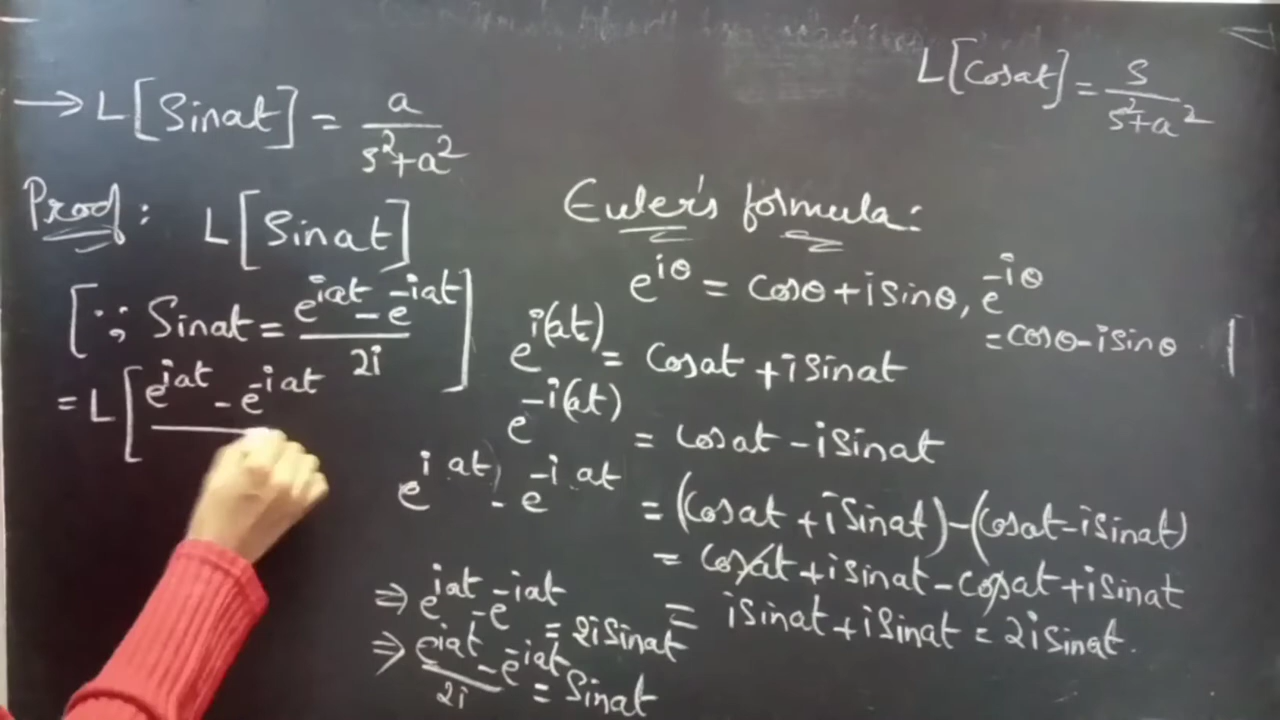 → L[Sinat] = a/(s²+a²)
L[Cosat] = s/(s²+a²)
Proof: L[Sinat]
[∵ Sinat = (e^{iat} - e^{-iat})/2i]
= L[e^{iat} - e^{-iat}
Euler's formula:
e^{iθ} = cosθ + i sinθ, e^{-iθ}
= cosθ - i sinθ
e^{i(at)} = Cosat + i sinat
e^{-i(at)} = cosat - i sinat
e^{i at} - e^{-i at} = (cosat + i sinat) - (cosat - i sinat)
= cosat + i sinat - cosat + i sinat
= i sinat + i sinat = 2i sinat.
⇒ e^{iat} - e^{-iat} = 2i sinat
⇒ (e^{iat} - e^{-iat})/2i = Sinat